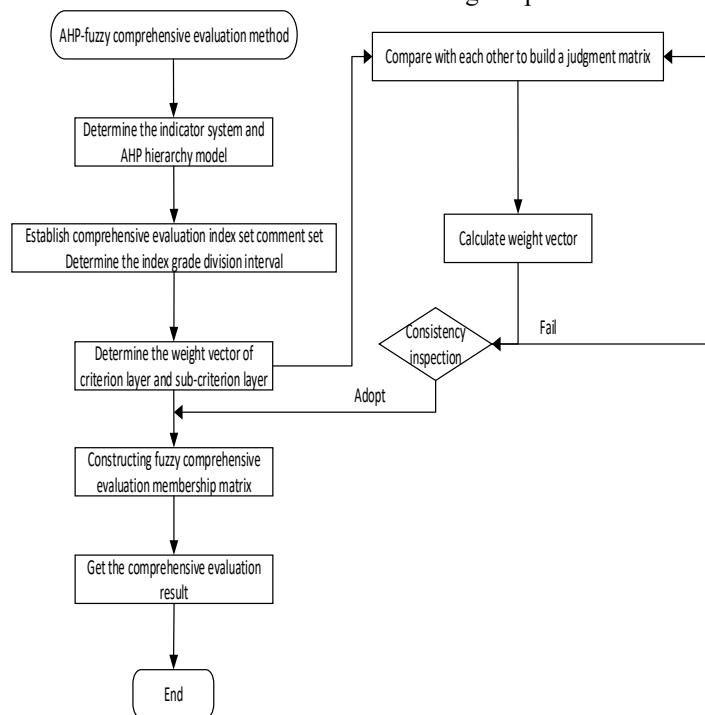 AHP-fuzzy comprehensive evaluation method
Determine the indicator system and
AHP hierarchy model
Establish comprehensive evaluation index set comment set
Determine the index grade division interval
Determine the weight vector of
criterion layer and sub-criterion layer
Constructing fuzzy comprehensive
evaluation membership matrix
Get the comprehensive evaluation
result
End
Compare with each other to build a judgment matrix
Calculate weight vector
Consistency
inspection
Fail
Adopt